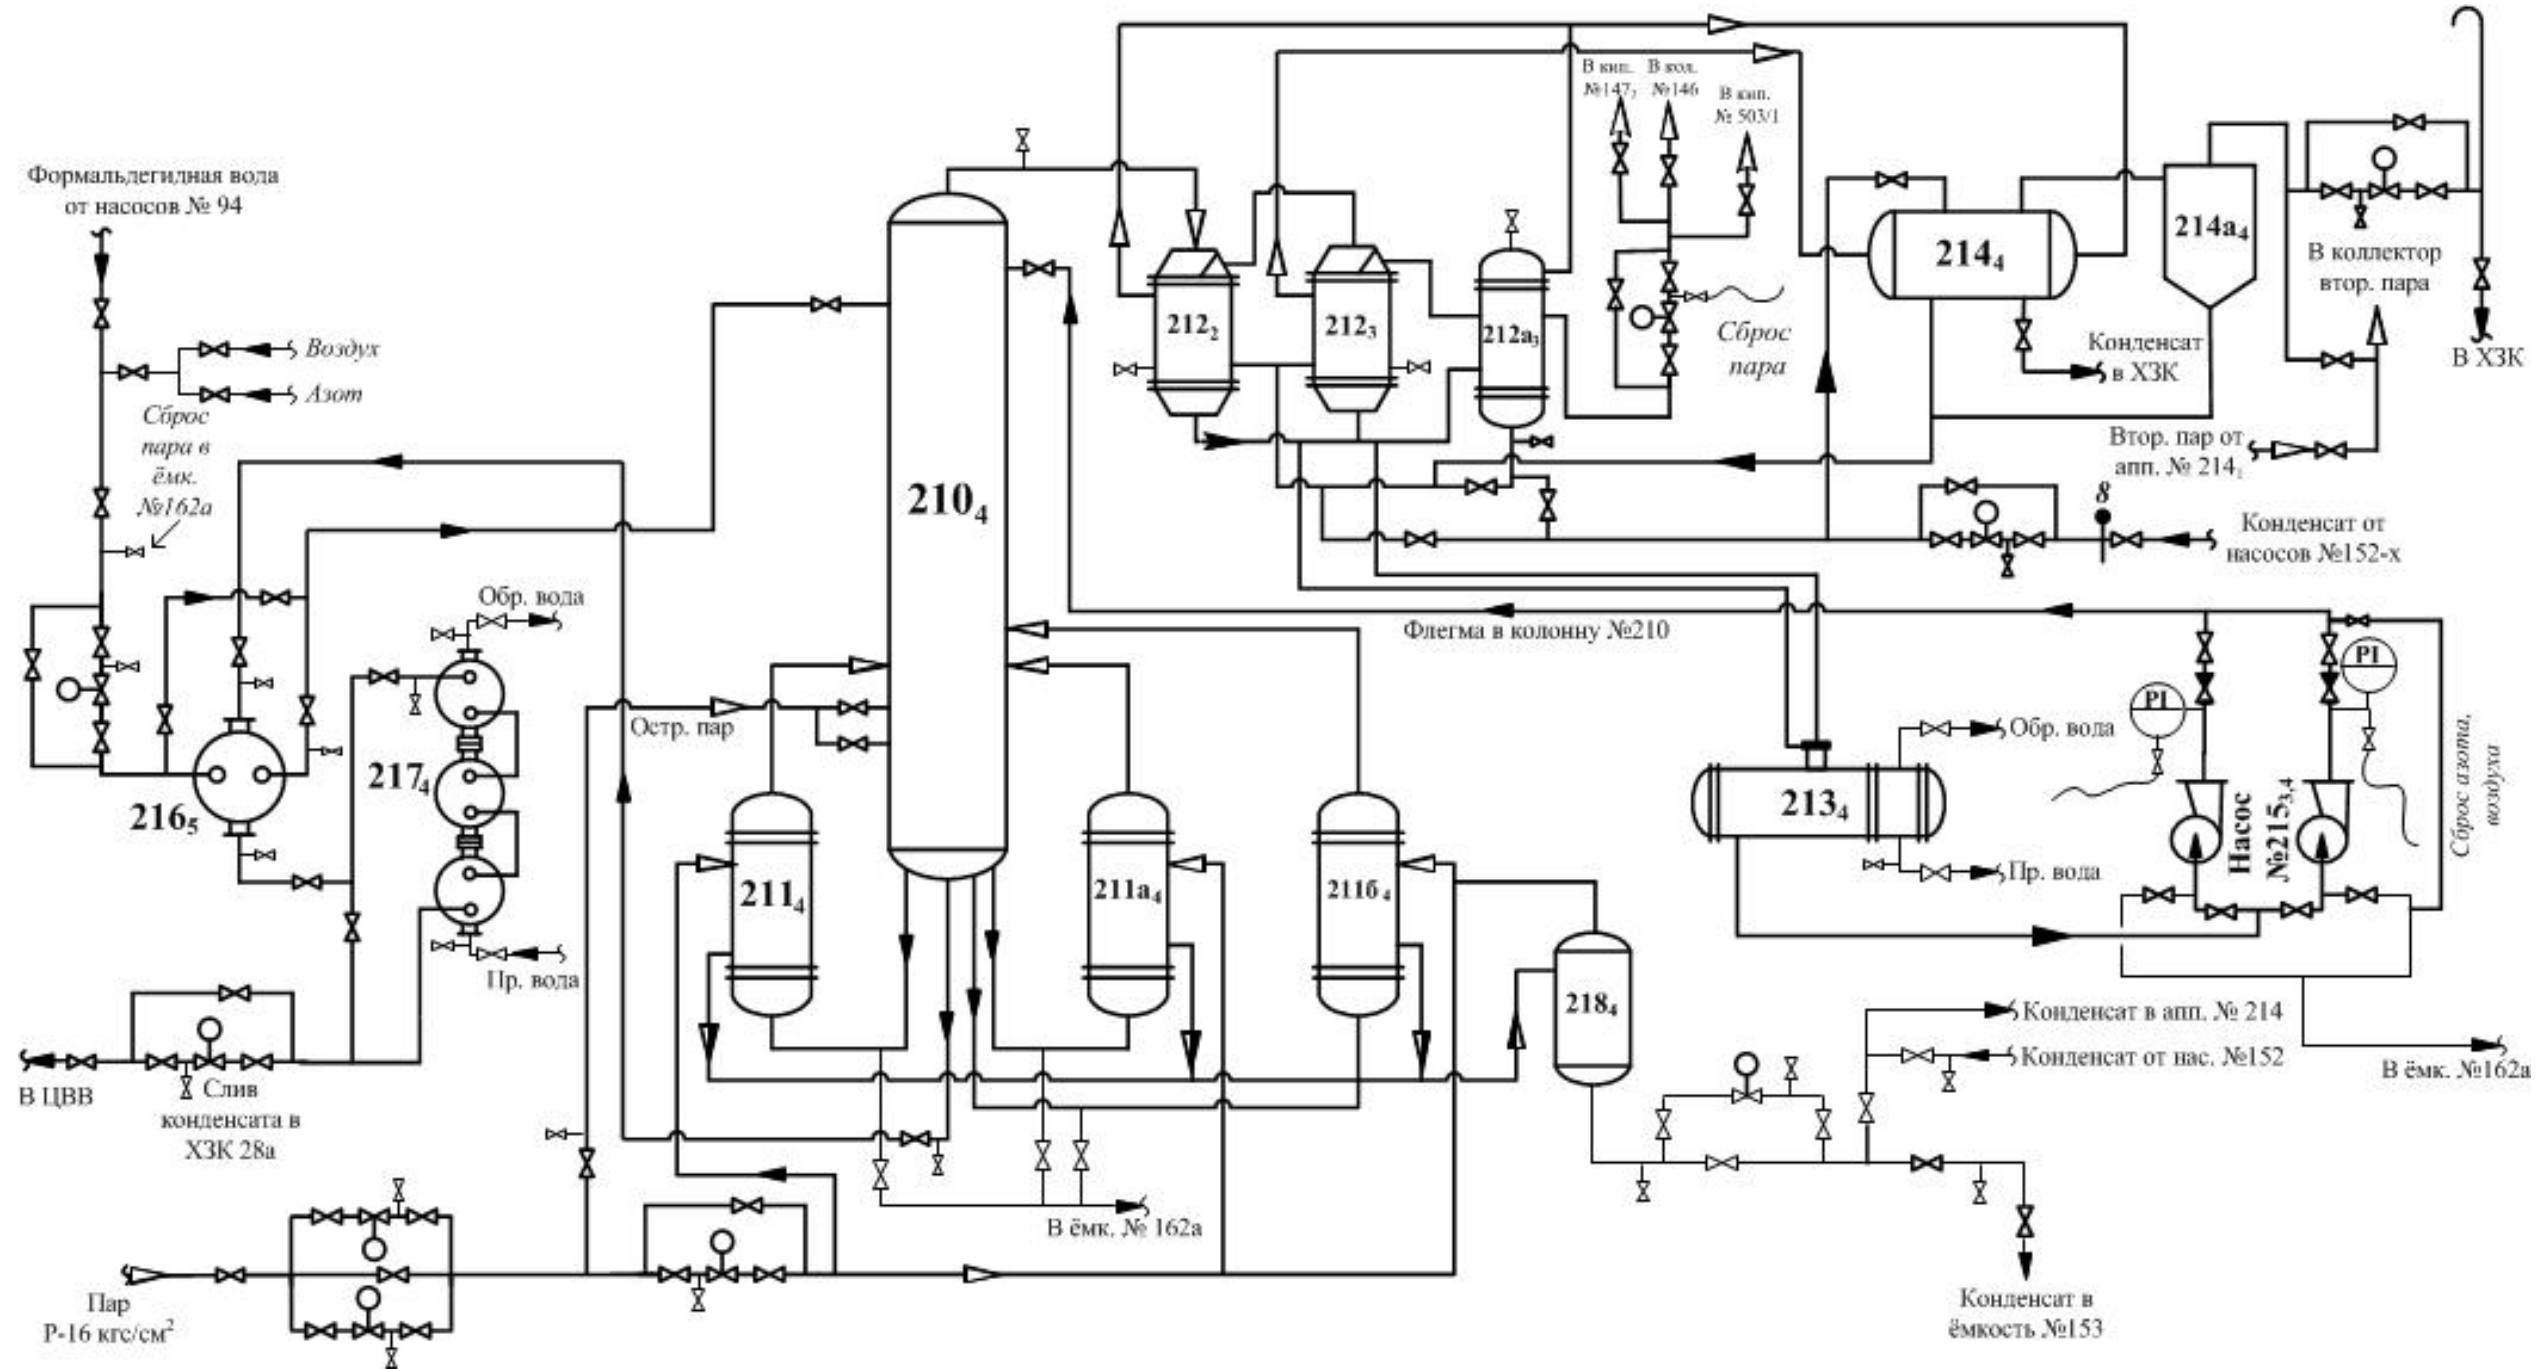 В кип.
№147₇
В кол.
№146
В кип.
№ 503/1
Формальдегидная вода
от насосов № 94
Воздух
Азот
Сброс
пара в
ёмк.
№162а
210₄
212₂
212₃
212а₃
Сброс
пара
214₄
214а₄
В коллектор
втор. пара
В ХЗК
Конденсат
в ХЗК
Втор. пар от
апп. № 214₁
8
Конденсат от
насосов №152-х
Обр. вода
Флегма в колонну №210
Остр. пар
217₄
216₅
Пр. вода
PI
PI
Обр. вода
213₄
Пр. вода
Насос
№215₃,₄
Сброс азота,
воздуха
211₄
211а₄
211б₄
218₄
Конденсат в апп. № 214
Конденсат от нас. №152
В ёмк. №162а
В ЦВВ
Слив
конденсата в
ХЗК 28а
В ёмк. № 162а
Пар
Р-16 кгс/см²
Конденсат в
ёмкость №153